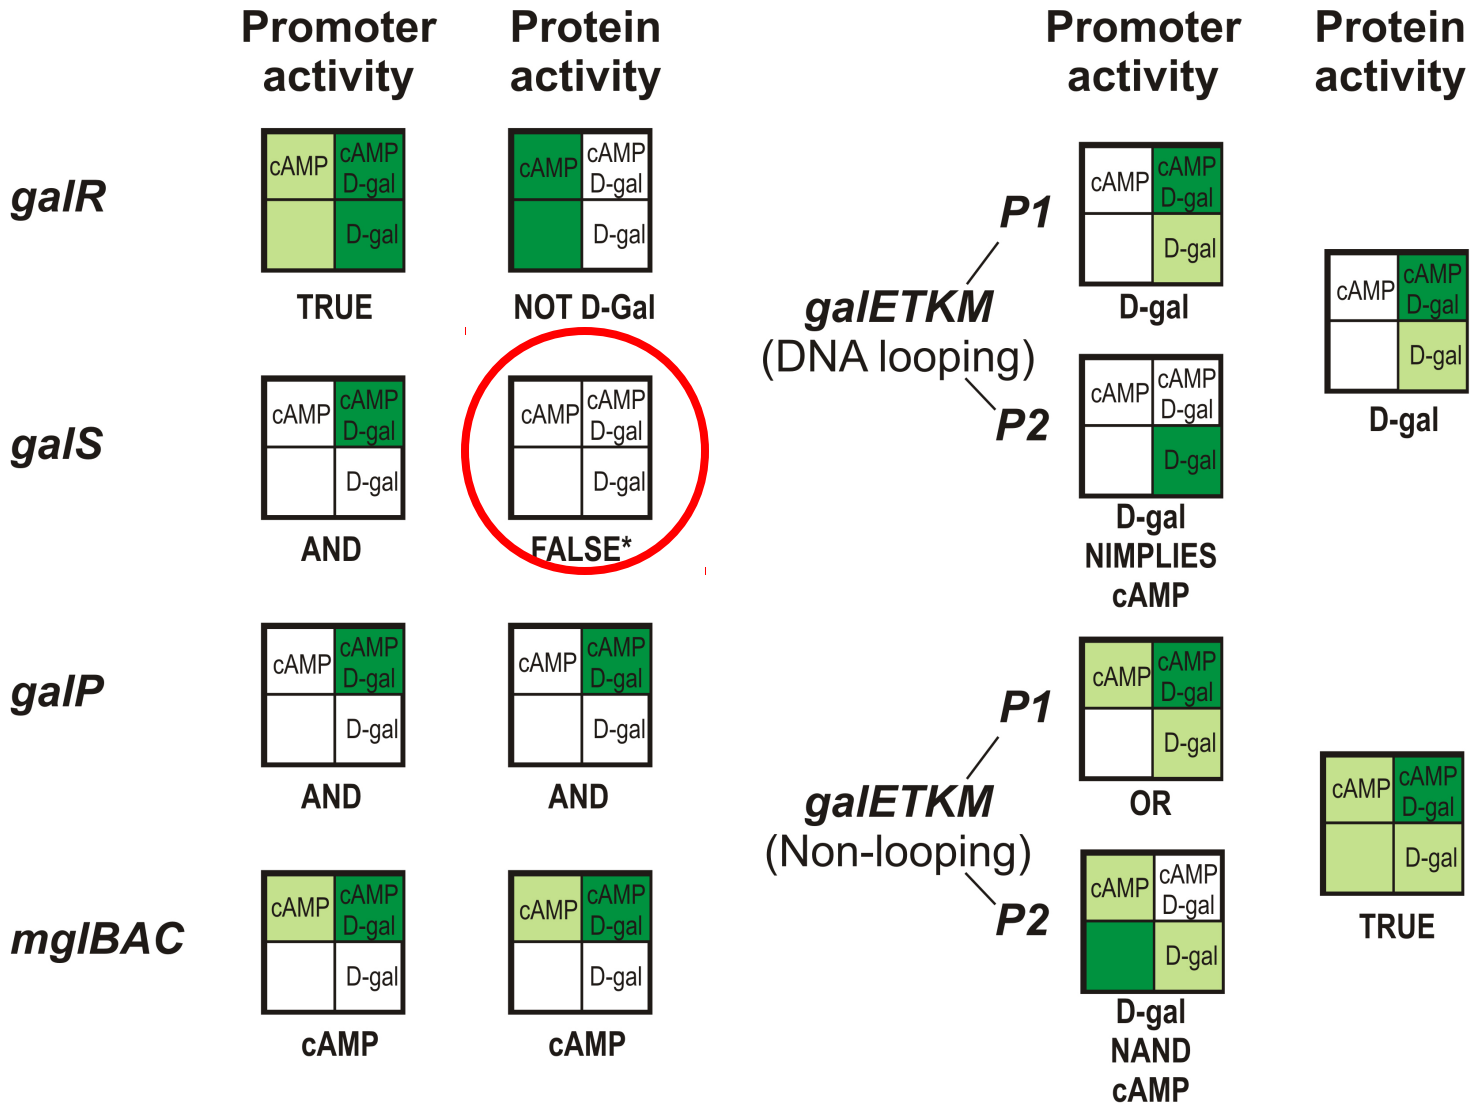 Promoter
activity
Protein
activity
galR
cAMP
cAMP
D-gal
D-gal
TRUE
cAMP
cAMP
D-gal
D-gal
NOT D-Gal
galS
cAMP
cAMP
D-gal
D-gal
AND
cAMP
cAMP
D-gal
D-gal
FALSE*
galP
cAMP
cAMP
D-gal
D-gal
AND
cAMP
cAMP
D-gal
D-gal
AND
mglBAC
cAMP
cAMP
D-gal
D-gal
cAMP
cAMP
cAMP
D-gal
D-gal
cAMP
Promoter
activity
Protein
activity
galETKM
(DNA looping)
P1
cAMP
cAMP
D-gal
D-gal
D-gal
P2
cAMP
cAMP
D-gal
D-gal
D-gal
NIMPLIES
cAMP
cAMP
cAMP
D-gal
D-gal
D-gal
galETKM
(Non-looping)
P1
cAMP
cAMP
D-gal
D-gal
OR
P2
cAMP
cAMP
D-gal
D-gal
D-gal
NAND
cAMP
cAMP
cAMP
D-gal
D-gal
TRUE